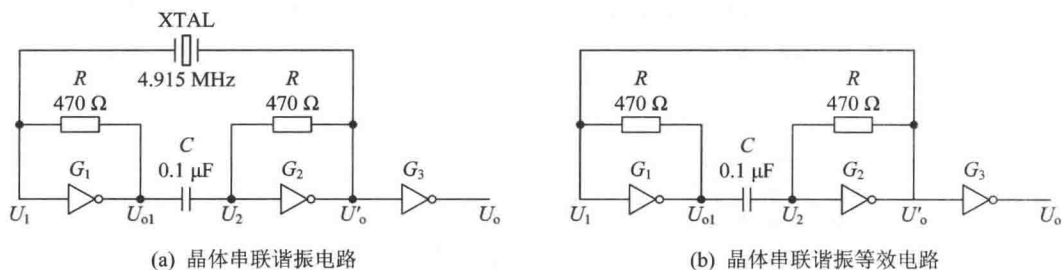 XTAL
4.915 MHz
R
470 Ω
R
470 Ω
C
0.1 μF
G₁
G₂
G₃
U₁
Uₒ₁
U₂
U'ₒ
Uₒ
(a) 晶体串联谐振电路
R
470 Ω
R
470 Ω
C
0.1 μF
G₁
G₂
G₃
U₁
Uₒ₁
U₂
U'ₒ
Uₒ
(b) 晶体串联谐振等效电路